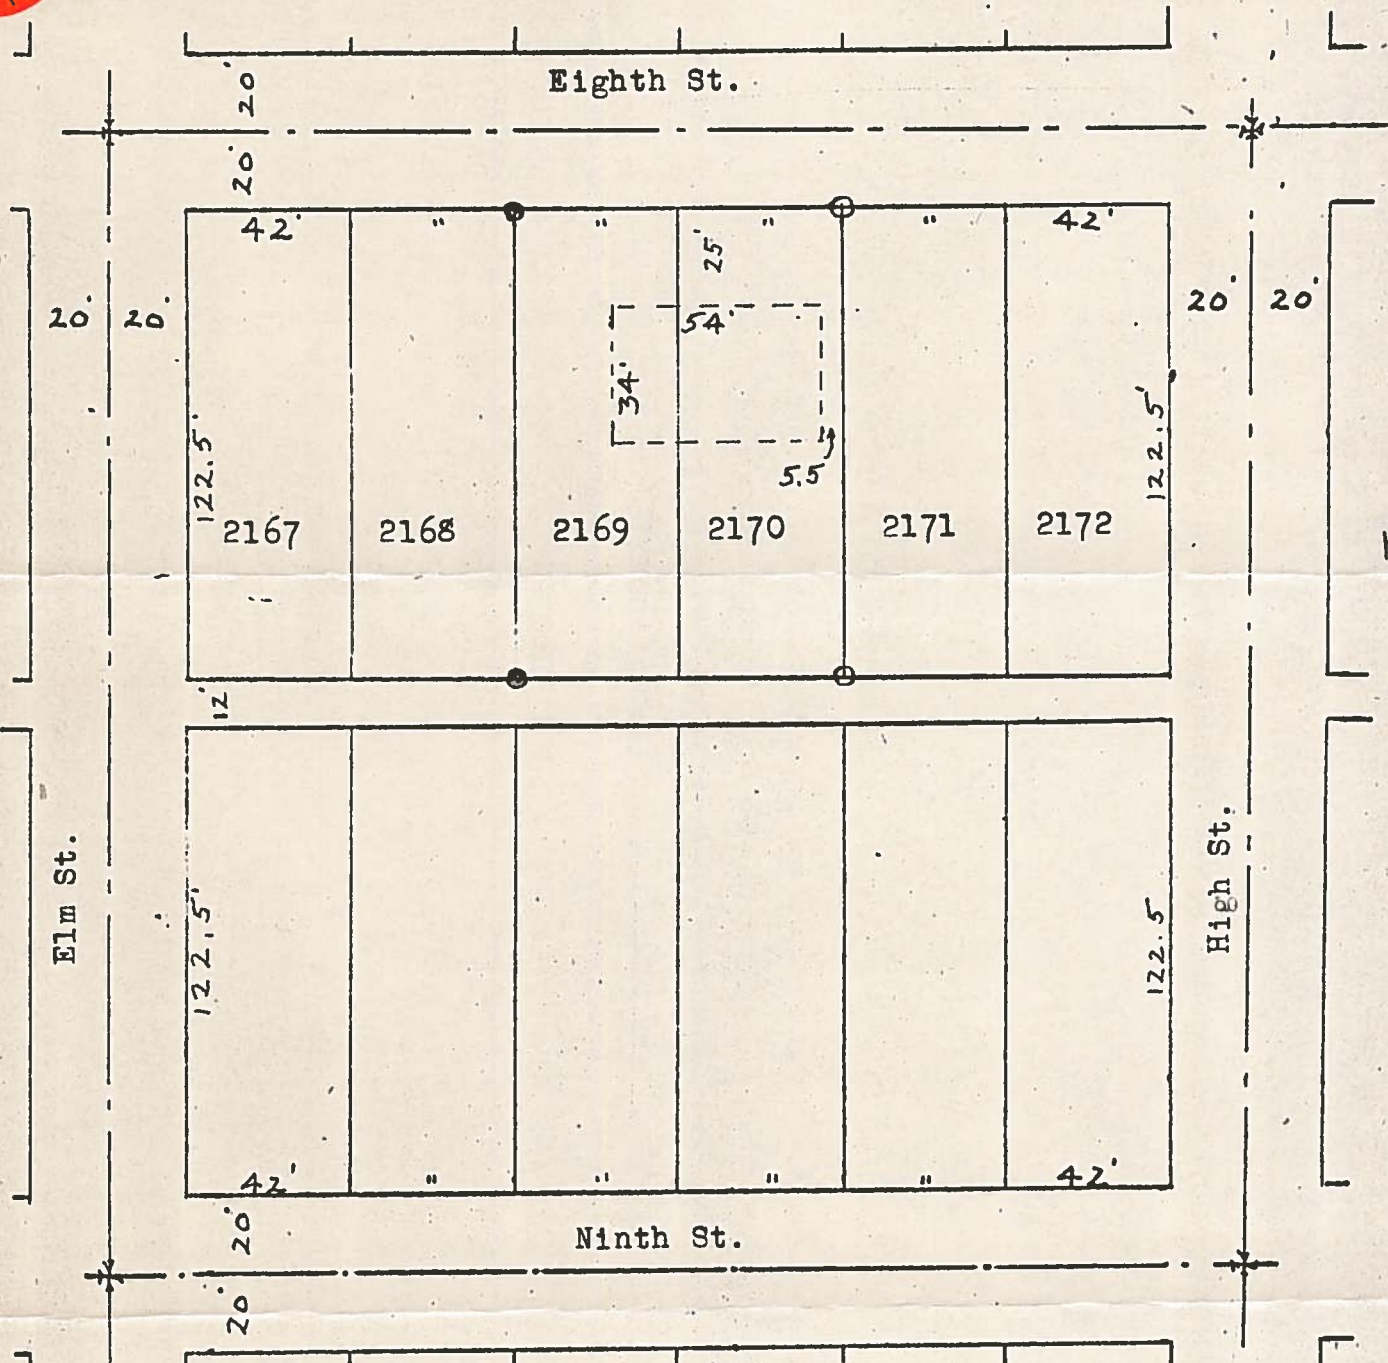 20'
Eighth St.
20'
42' " " " " 42'
25'
20' 20' 54' 20' 20'
34'
122.5' 122.5'
5.5
2167 2168 2169 2170 2171 2172
12'
Elm St. High St.
122.5' 122.5
42' " " " " 42'
20'
Ninth St.
20'